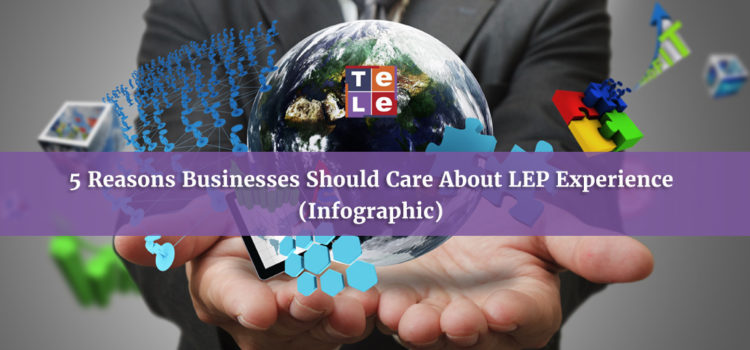 Te
Le
5 Reasons Businesses Should Care About LEP Experience
(Infographic)